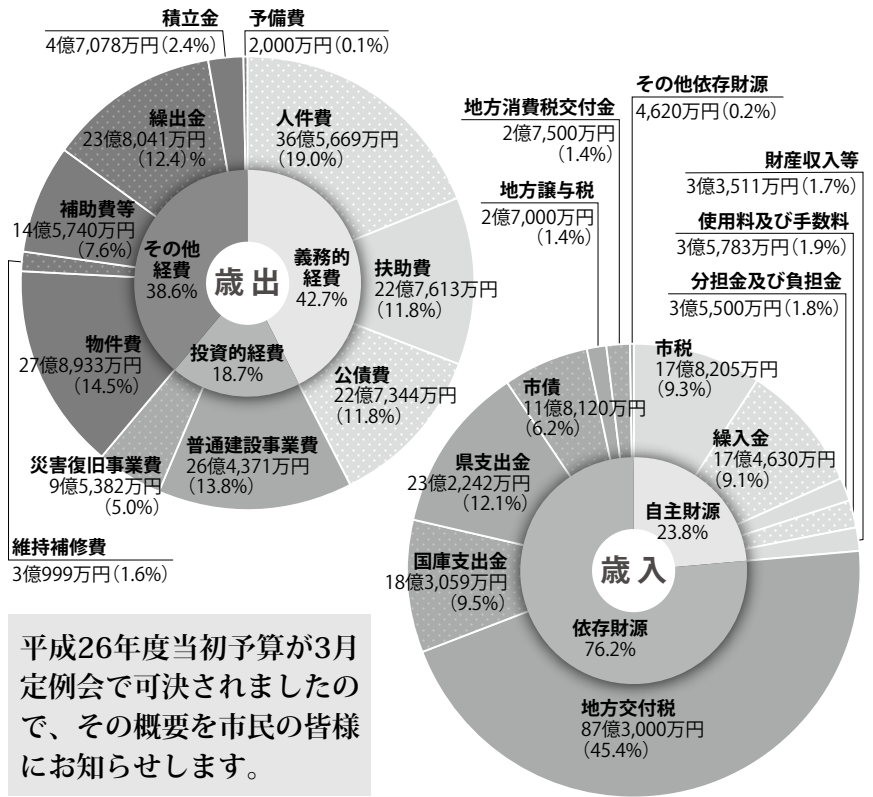 積立金
4億7,078万円(2.4%)
予備費
2,000万円(0.1%)
繰出金
23億8,041万円
(12.4)%
人件費
36億5,669万円
(19.0%)
補助費等
14億5,740万円
(7.6%)
その他
経費
38.6%
歳出
義務的
経費
42.7%
扶助費
22億7,613万円
(11.8%)
物件費
27億8,933万円
(14.5%)
投資的経費
18.7%
公債費
22億7,344万円
(11.8%)
災害復旧事業費
9億5,382万円
(5.0%)
普通建設事業費
26億4,371万円
(13.8%)
維持補修費
3億999万円(1.6%)
その他依存財源
4,620万円(0.2%)
地方消費税交付金
2億7,500万円
(1.4%)
地方譲与税
2億7,000万円
(1.4%)
財産収入等
3億3,511万円(1.7%)
使用料及び手数料
3億5,783万円(1.9%)
分担金及び負担金
3億5,500万円(1.8%)
市税
17億8,205万円
(9.3%)
市債
11億8,120万円
(6.2%)
繰入金
17億4,630万円
(9.1%)
県支出金
23億2,242万円
(12.1%)
自主財源
23.8%
国庫支出金
18億3,059万円
(9.5%)
歳入
依存財源
76.2%
地方交付税
87億3,000万円
(45.4%)
平成26年度当初予算が3月
定例会で可決されましたの
で、その概要を市民の皆様
にお知らせします。